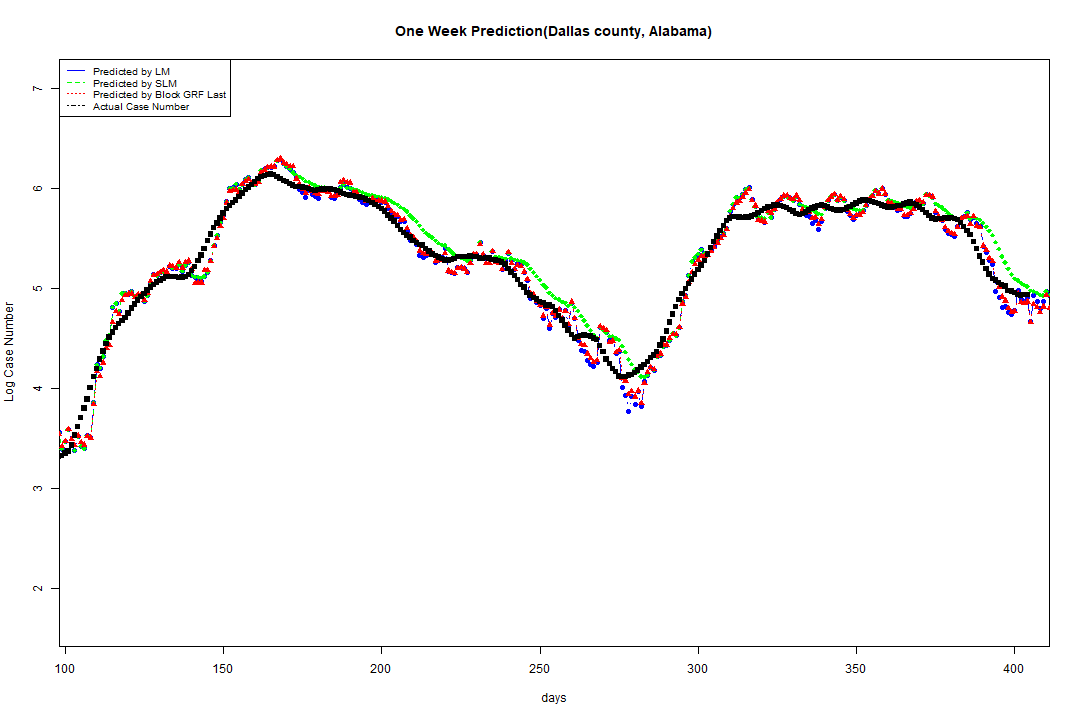 One Week Prediction(Dallas county, Alabama)
Predicted by LM
Predicted by SLM
Predicted by Block GRF Last
Actual Case Number
7
6
5
4
3
2
Log Case Number
100 150 200 250 300 350 400
days